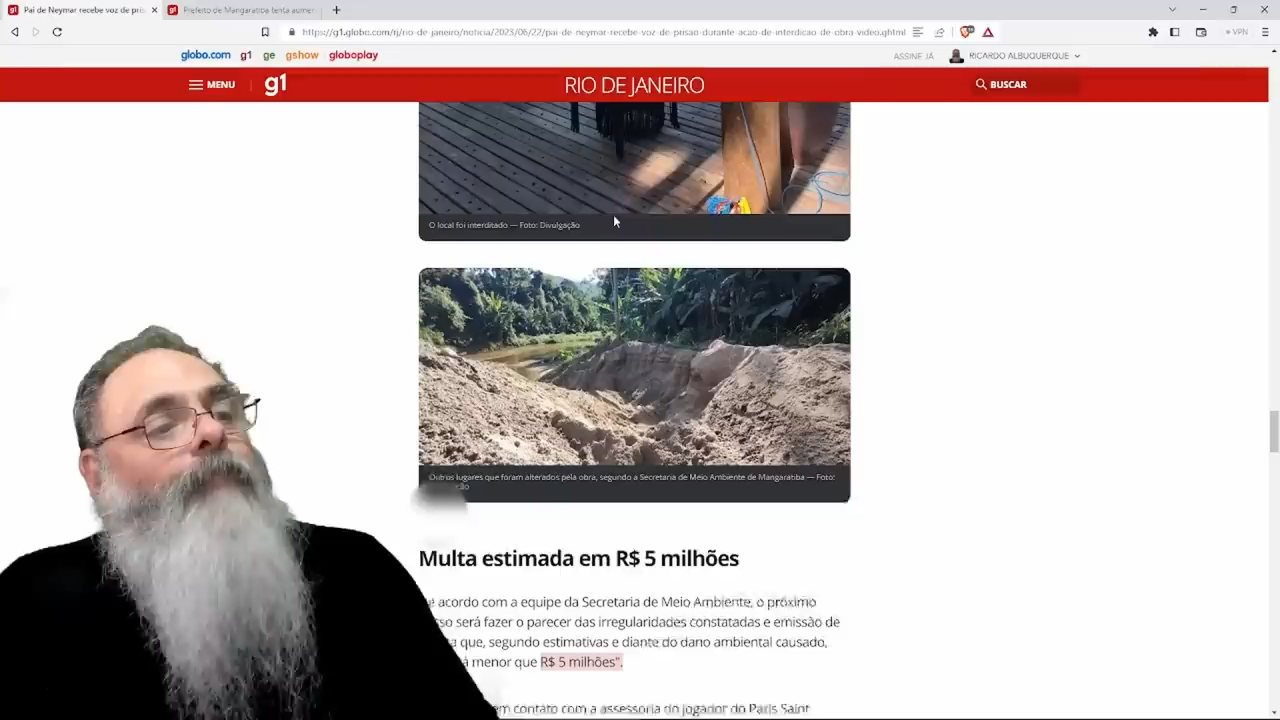 Pai de Neymar recebe voz de pris
Prefeito de Mangaratiba tenta aumen
https://g1.globo.com/rj/rio-de-janeiro/noticia/2023/06/22/pai-de-neymar-recebe-voz-de-prisao-durante-acao-de-interdicao-de-obra-video.ghtml
VPN
globo.com g1 ge gshow globoplay
ASSINE JÁ
RICARDO ALBUQUERQUE
MENU
g1
RIO DE JANEIRO
BUSCAR
O local foi interditado — Foto: Divulgação
Outros lugares que foram alterados pela obra, segundo a Secretaria de Meio Ambiente de Mangaratiba — Foto:
Multa estimada em R$ 5 milhões
acordo com a equipe da Secretaria de Meio Ambiente, o próximo
será fazer o parecer das irregularidades constatadas e emissão de
que, segundo estimativas e diante do dano ambiental causado,
menor que R$ 5 milhões".
contato com a assessoria do jogador do Paris Saint